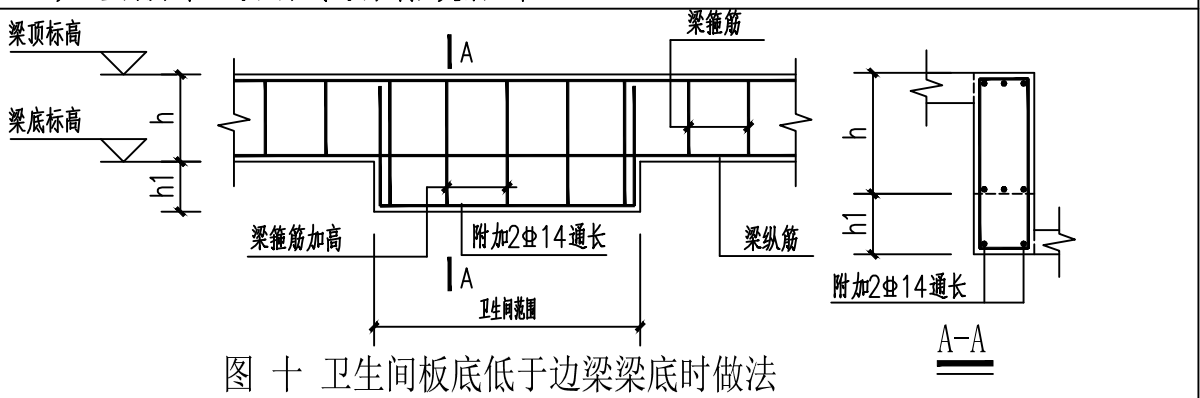 梁顶标高
梁箍筋
A
h
h
梁底标高
h1
h1
梁箍筋加高
附加2⌀14通长
梁纵筋
A
附加2⌀14通长
卫生间范围
A-A
图 十 卫生间板底低于边梁梁底时做法